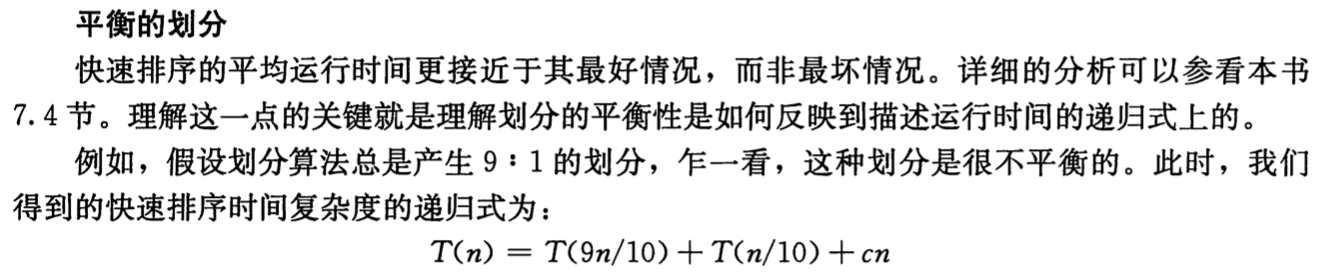 平衡的划分
快速排序的平均运行时间更接近于其最好情况，而非最坏情况。详细的分析可以参看本书
7.4 节。理解这一点的关键就是理解划分的平衡性是如何反映到描述运行时间的递归式上的。
例如，假设划分算法总是产生 9：1 的划分，乍一看，这种划分是很不平衡的。此时，我们
得到的快速排序时间复杂度的递归式为：
T(n) = T(9n/10) + T(n/10) + cn